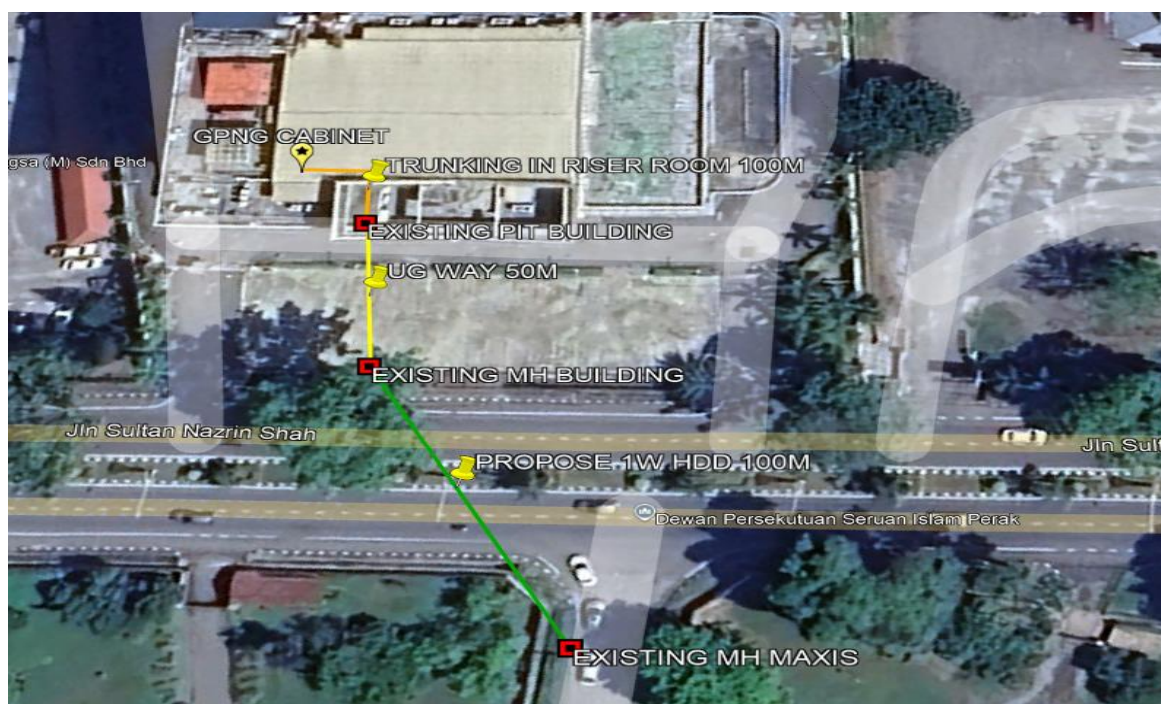 GPNG CABINET
gsa (M) Sdn Bhd
TRUNKING IN RISER ROOM 100M
EXISTING PIT BUILDING
UG WAY 50M
EXISTING MH BUILDING
Jln Sultan Nazrin Shah
Jln Sult
PROPOSE 1W HDD 100M
Dewan Persekutuan Seruan Islam Perak
EXISTING MH MAXIS